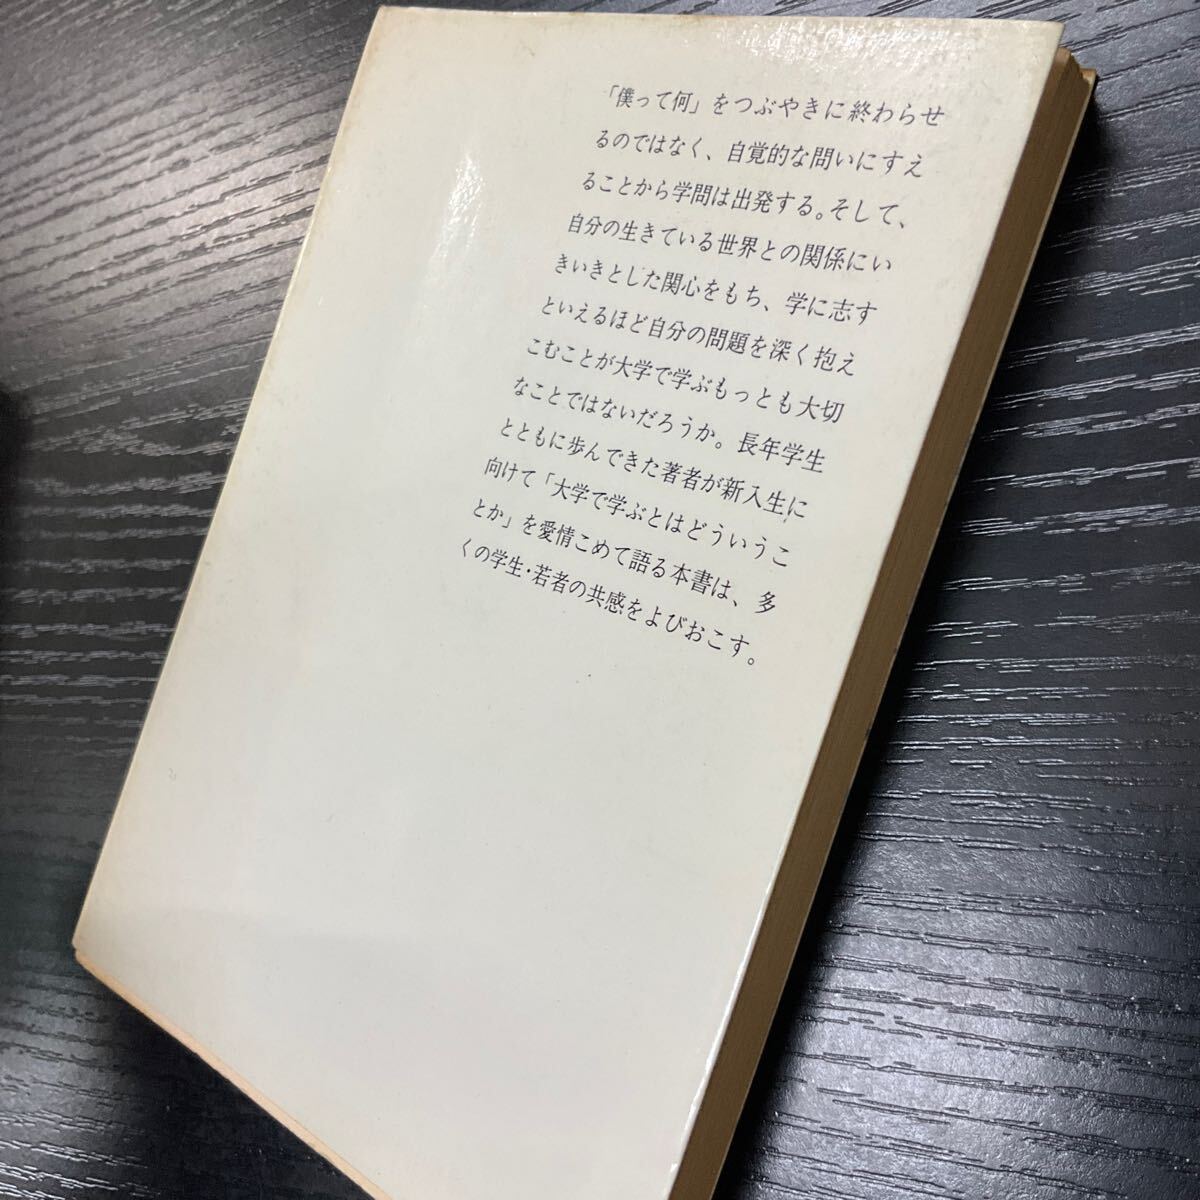 「僕って何」をつぶやきに終わらせ
るのではなく、自覚的な問いにすえ
ることから学問は出発する。そして、
自分の生きている世界との関係にい
きいきとした関心をもち、学に志す
といえるほど自分の問題を深く抱え
こむことが大学で学ぶもっとも大切
なことではないだろうか。長年学生
とともに歩んできた著者が新入生に
向けて「大学で学ぶとはどういうこ
とか」を愛情こめて語る本書は、多
くの学生・若者の共感をよびおこす。